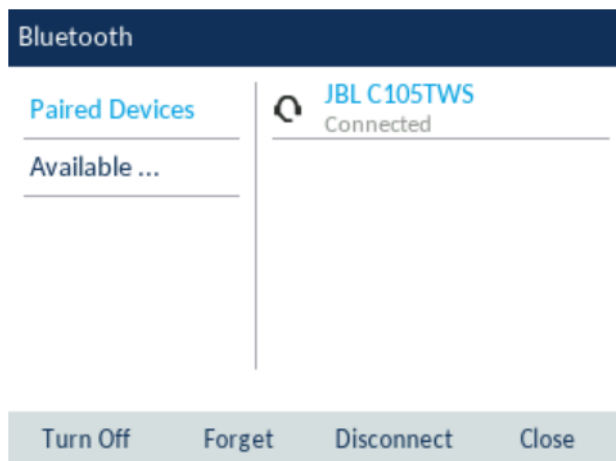 Bluetooth
Paired Devices
Available ...
JBL C105TWS
Connected
Turn Off Forget Disconnect Close